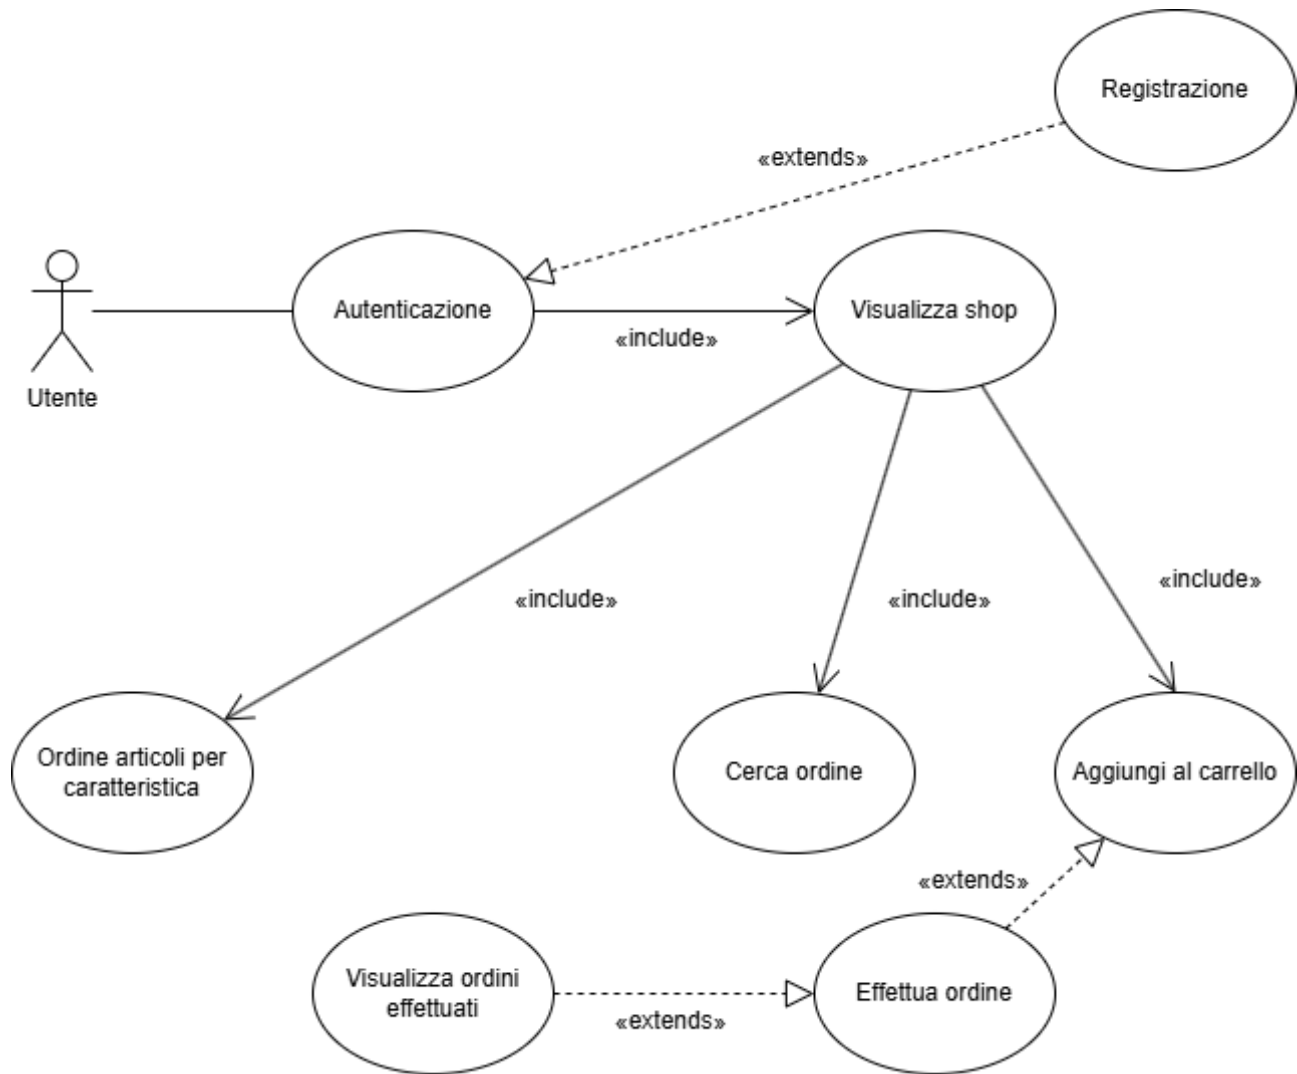 Registrazione
«extends»
Autenticazione
Visualizza shop
«include»
Utente
«include»
«include»
«include»
Ordine articoli per
caratteristica
Cerca ordine
Aggiungi al carrello
«extends»
Visualizza ordini
effettuati
Effettua ordine
«extends»